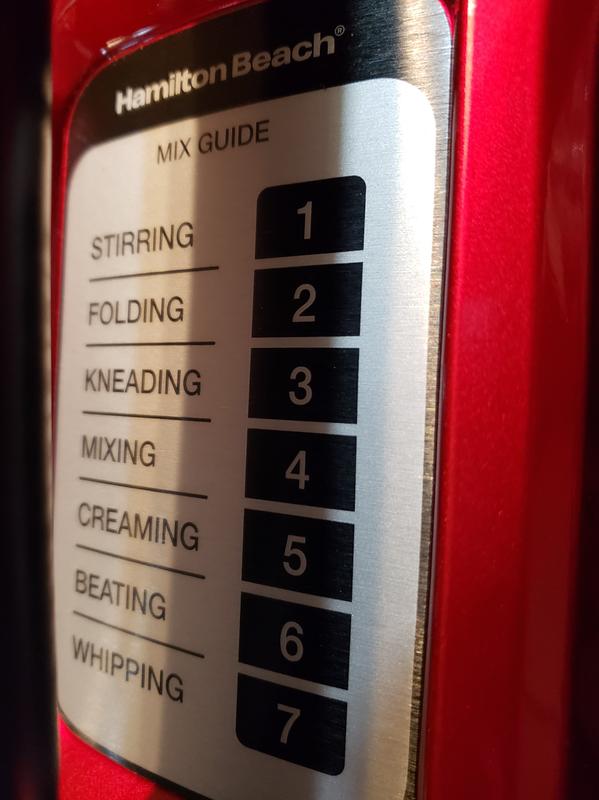 Hamilton Beach®
MIX GUIDE
STIRRING 1
FOLDING 2
KNEADING 3
MIXING 4
CREAMING 5
BEATING 6
WHIPPING 7